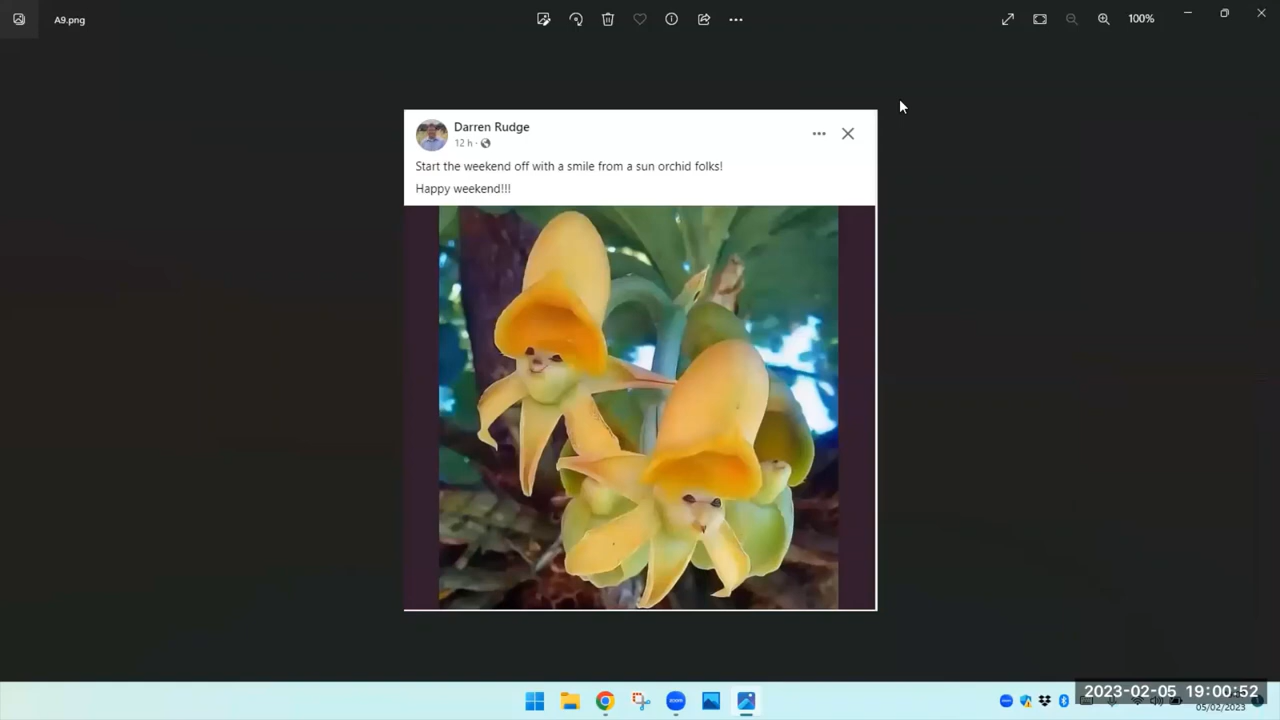 A9.png
100%
Darren Rudge
12 h ·
Start the weekend off with a smile from a sun orchid folks!
Happy weekend!!!
zoom
2023-02-05 19:00:52
05/02/2023